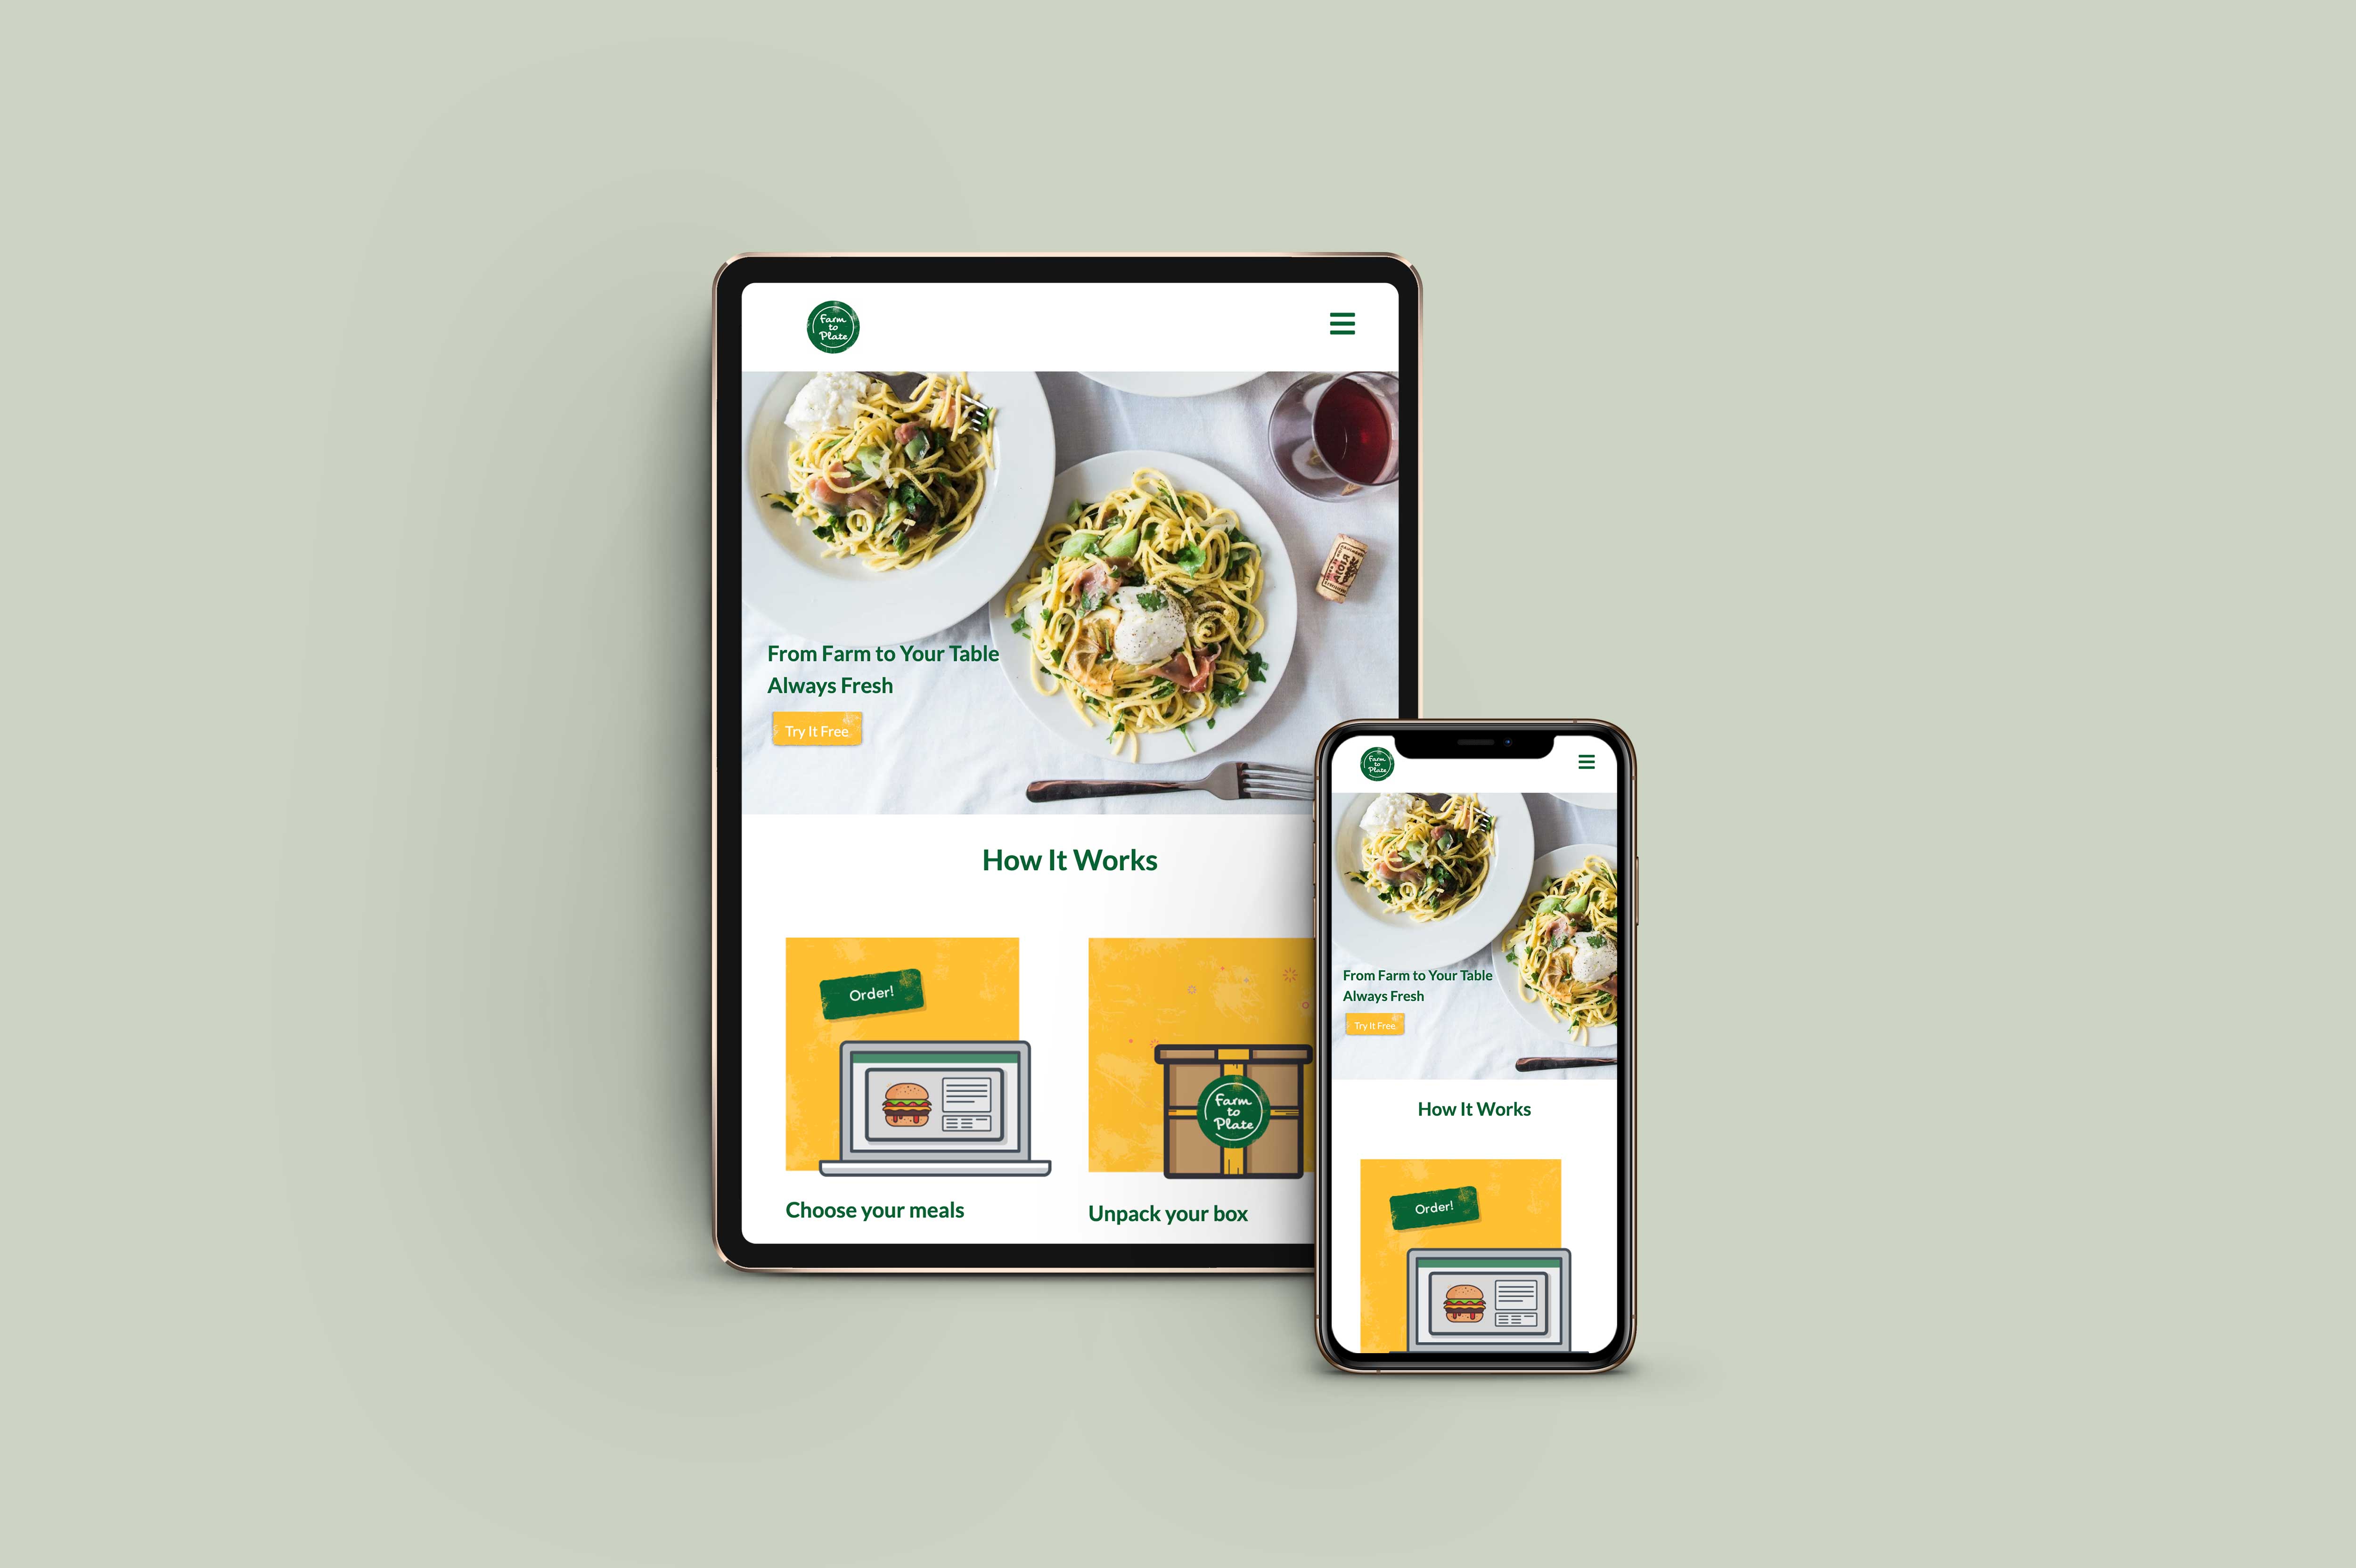 Farm
to
Plate
From Farm to Your Table
Always Fresh
Try It Free
How It Works
Order!
Farm
to
Plate
Choose your meals
Unpack your box
Farm
to
Plate
From Farm to Your Table
Always Fresh
Try It Free
How It Works
Order!